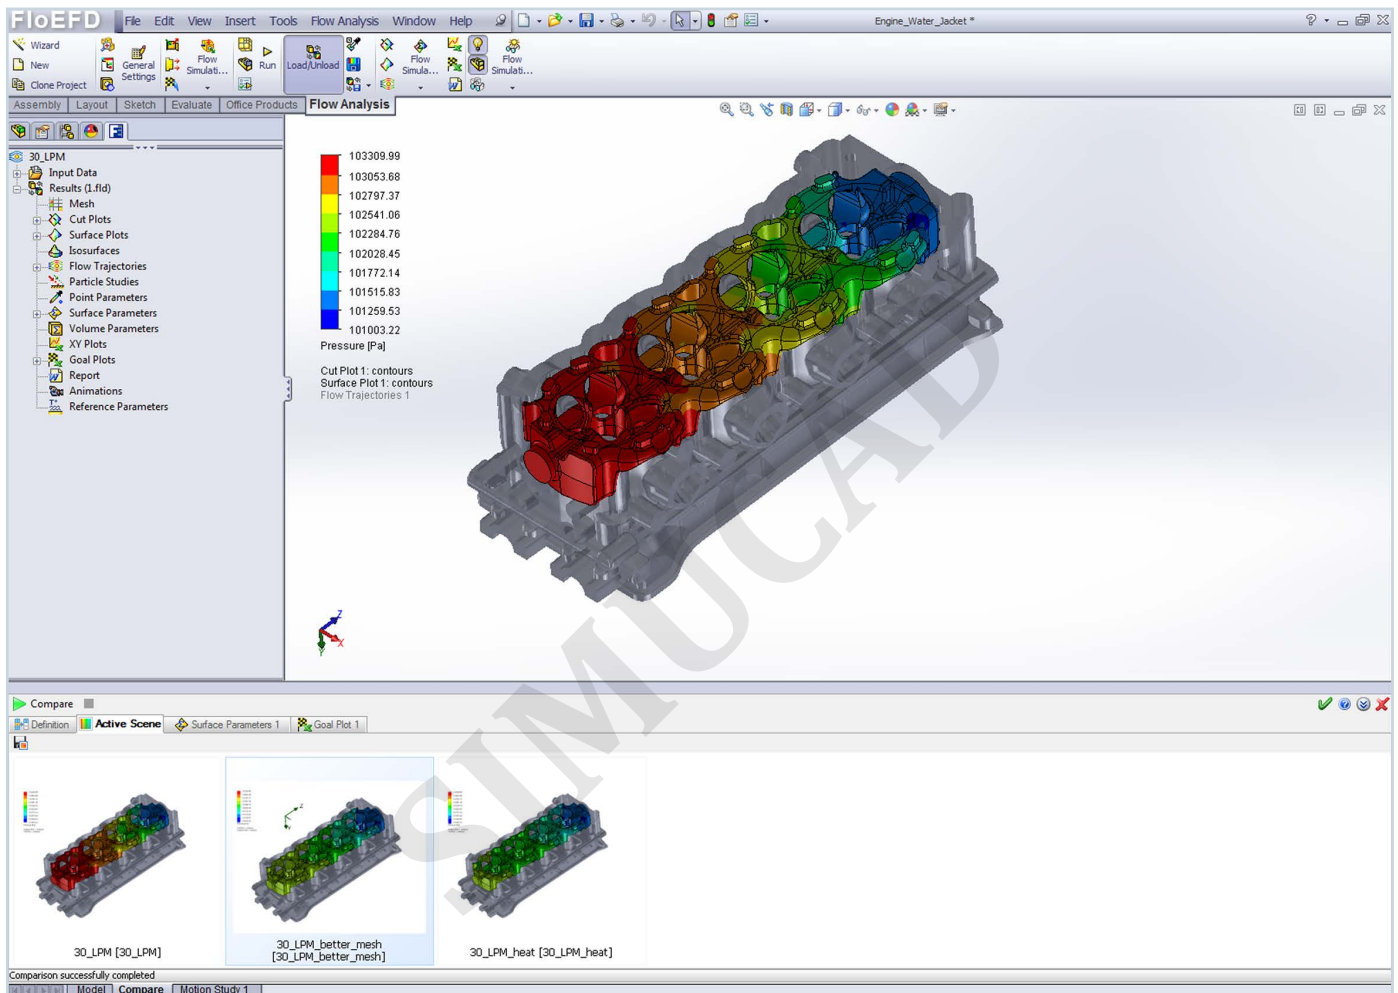 FloEFD File Edit View Insert Tools Flow Analysis Window Help Engine_Water_Jacket *
Wizard
New
Clone Project
General
Settings
Flow
Simulati...
Run
Load/Unload
Flow
Simula...
Flow
Simulati...
Assembly Layout Sketch Evaluate Office Products Flow Analysis
30_LPM
Input Data
Results (1.fld)
Mesh
Cut Plots
Surface Plots
Isosurfaces
Flow Trajectories
Particle Studies
Point Parameters
Surface Parameters
Volume Parameters
XY Plots
Goal Plots
Report
Animations
Reference Parameters
103309.99
103053.68
102797.37
102541.06
102284.76
102028.45
101772.14
101515.83
101259.53
101003.22
Pressure [Pa]
Cut Plot 1: contours
Surface Plot 1: contours
Flow Trajectories 1
Z
X
Y
SIMUCAD
Compare
Definition Active Scene Surface Parameters 1 Goal Plot 1
30_LPM [30_LPM]
30_LPM_better_mesh
[30_LPM_better_mesh]
30_LPM_heat [30_LPM_heat]
Comparison successfully completed
Model Compare Motion Study 1